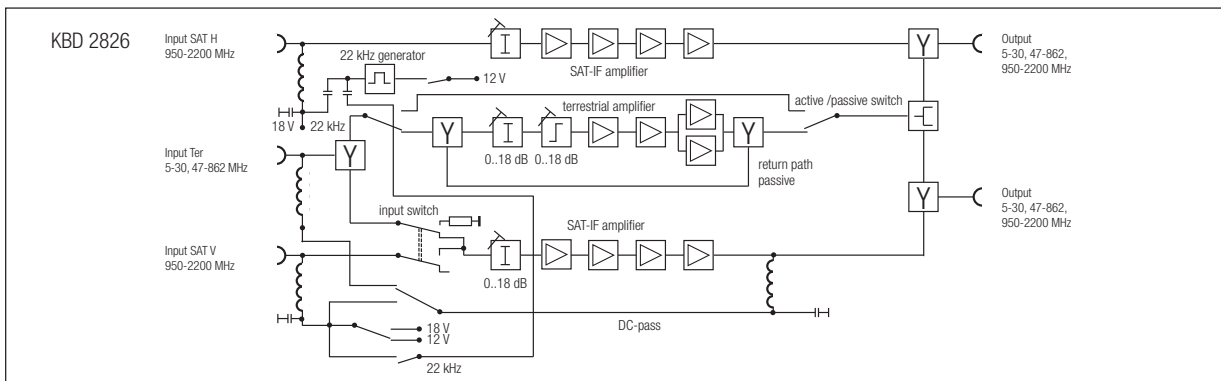 KBD 2826
Input SAT H
950-2200 MHz
22 kHz generator
12 V
SAT-IF amplifier
Output
5-30, 47-862,
950-2200 MHz
18 V
22 kHz
terrestrial amplifier
active /passive switch
Input Ter
5-30, 47-862 MHz
0..18 dB
0..18 dB
return path
passive
input switch
SAT-IF amplifier
Output
5-30, 47-862,
950-2200 MHz
Input SAT V
950-2200 MHz
0..18 dB
DC-pass
18 V
12 V
22 kHz